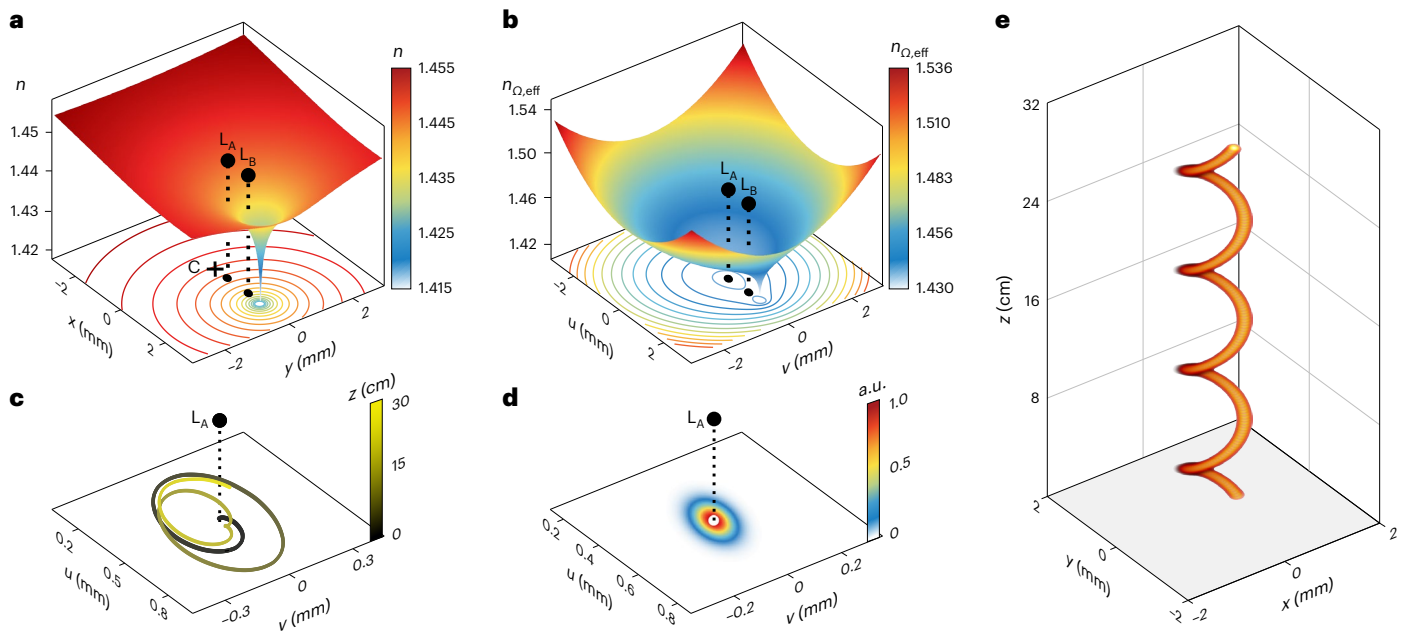 a
n
1.45
1.44
1.43
1.42
L_A
L_B
C
−2
0
2
x (mm)
−2
0
2
y (mm)
n
1.455
1.445
1.435
1.425
1.415
b
n_Ω,eff
1.54
1.50
1.46
1.42
L_A
L_B
−2
0
2
u (mm)
−2
0
2
v (mm)
n_Ω,eff
1.536
1.510
1.483
1.456
1.430
c
L_A
z (cm)
30
15
0
0.2
0.5
0.8
u (mm)
−0.3
0
0.3
v (mm)
d
L_A
a.u.
1.0
0.5
0
0.2
0.4
0.6
0.8
u (mm)
−0.2
0
0.2
v (mm)
e
32
24
16
8
z (cm)
2
0
−2
y (mm)
−2
0
2
x (mm)